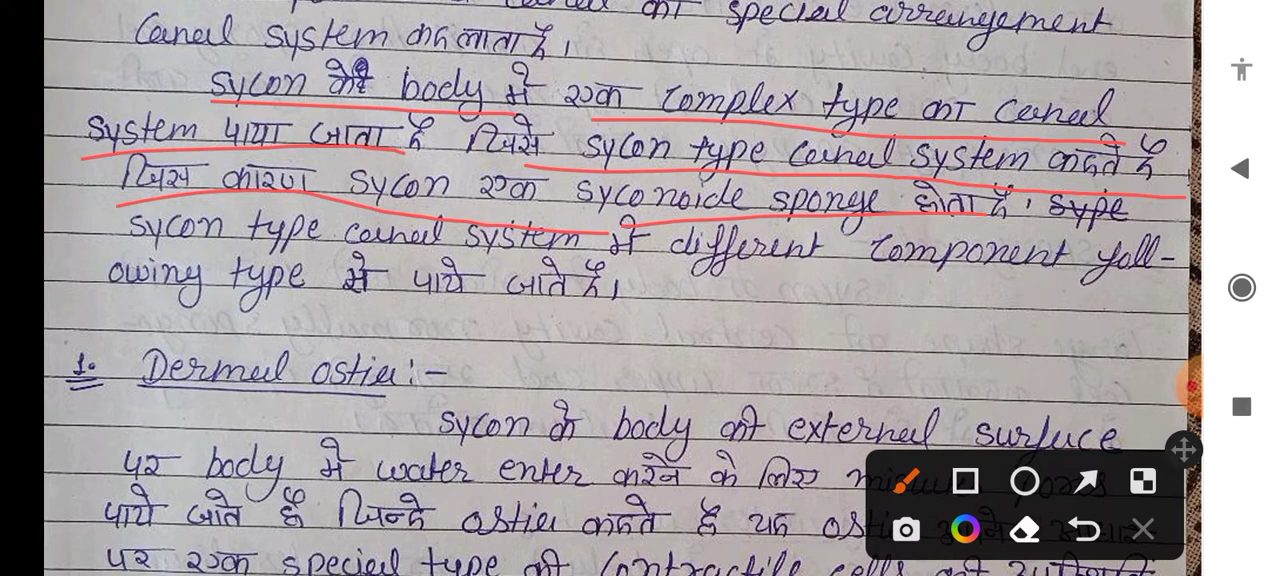 का special arrangement
Canal system कहलाता है।
Sycon के body में एक complex type का canal
system पाया जाता है जिसे sycon type canal system कहते है
जिस कारण sycon एक syconoide sponge होता है। sype
sycon type canal system में different component foll-
owing type से पाये जाते है।
1. Dermal ostia:-
sycon के body की external surface
पर body में water enter करने के लिए
पाये जाते हैं जिन्हे ostia कहते है यह
पर एक special type की contractile cells की